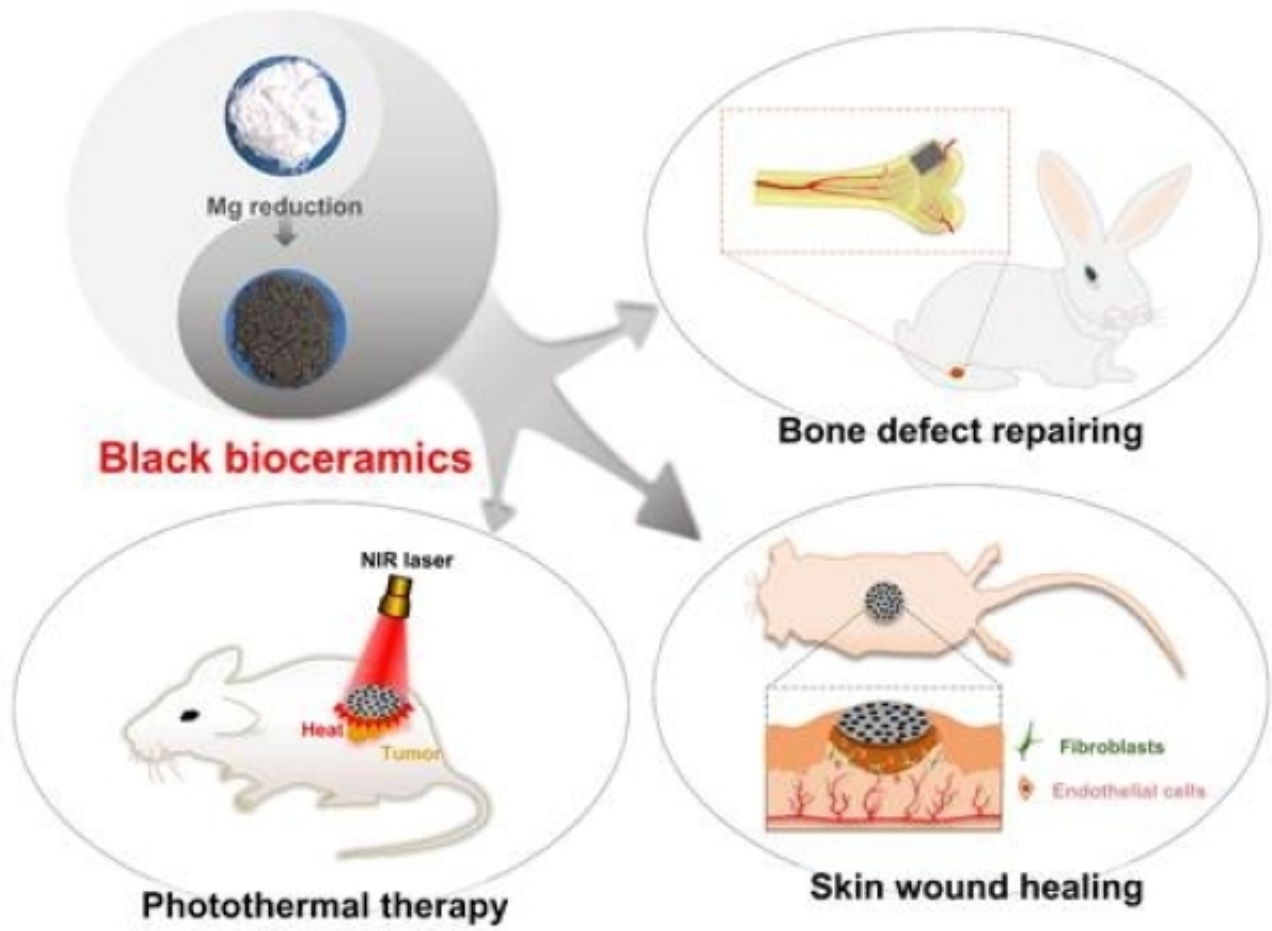 Mg reduction
Black bioceramics
Bone defect repairing
NIR laser
Heat
Tumor
Photothermal therapy
Fibroblasts
Endothelial cells
Skin wound healing